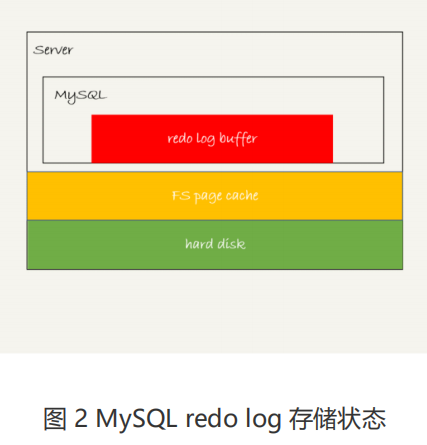 Server
MySQL
redo log buffer
FS page cache
hard disk
图 2 MySQL redo log 存储状态